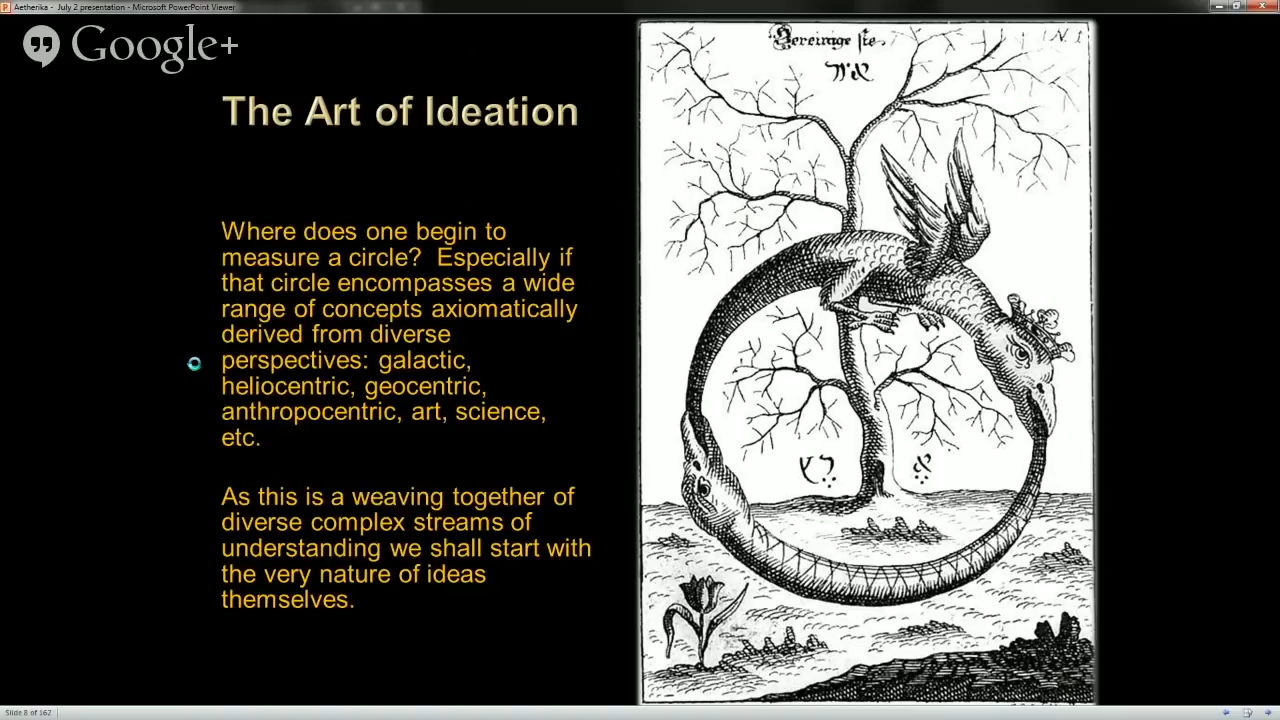 Aetherika - July 2 presentation - Microsoft PowerPoint Viewer
Google+
The Art of Ideation
Where does one begin to
measure a circle? Especially if
that circle encompasses a wide
range of concepts axiomatically
derived from diverse
perspectives: galactic,
heliocentric, geocentric,
anthropocentric, art, science,
etc.
As this is a weaving together of
diverse complex streams of
understanding we shall start with
the very nature of ideas
themselves.
N. 1
Slide 8 of 162